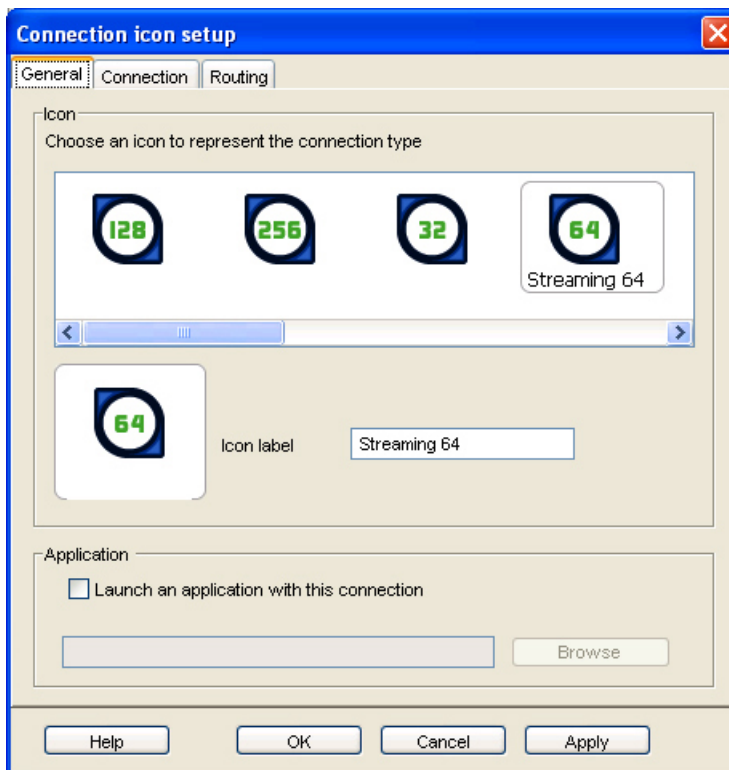 Connection icon setup
General Connection Routing
Icon
Choose an icon to represent the connection type
128 256 32 64
Streaming 64
64
Icon label Streaming 64
Application
Launch an application with this connection
Browse
Help OK Cancel Apply